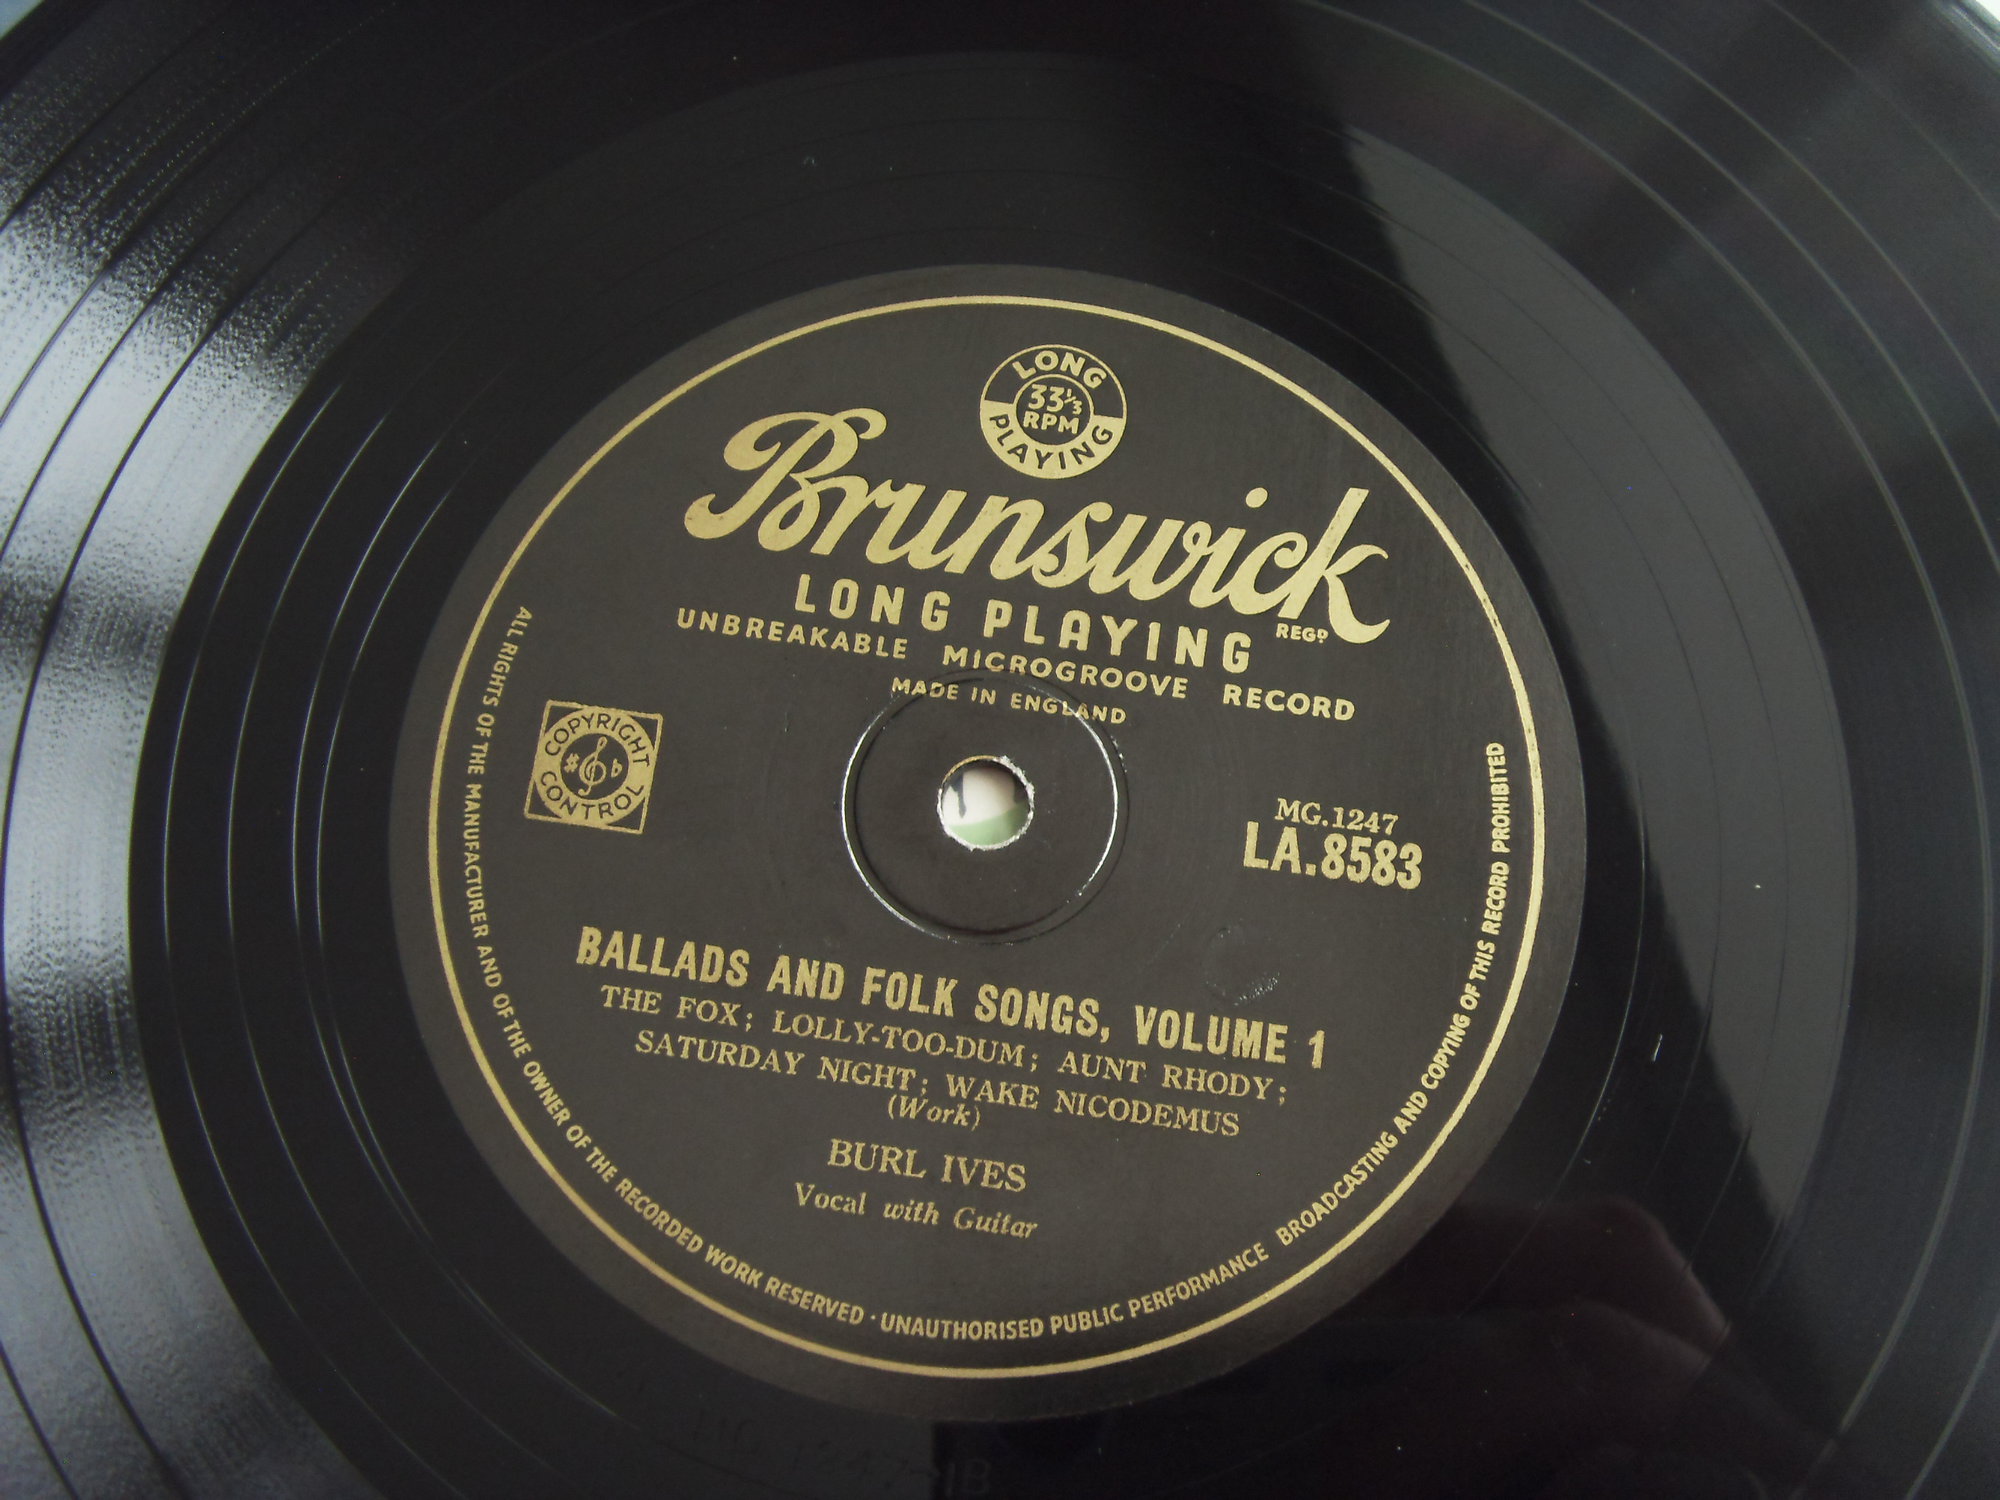 LONG
33⅓
RPM
PLAYING
Brunswick
REGD
LONG PLAYING
UNBREAKABLE MICROGROOVE RECORD
MADE IN ENGLAND
COPYRIGHT
CONTROL
MG.1247
LA.8583
BALLADS AND FOLK SONGS, VOLUME 1
THE FOX; LOLLY-TOO-DUM; AUNT RHODY;
SATURDAY NIGHT; WAKE NICODEMUS
(Work)
BURL IVES
Vocal with Guitar
ALL RIGHTS OF THE MANUFACTURER AND OF THE OWNER OF THE RECORDED WORK RESERVED · UNAUTHORISED PUBLIC PERFORMANCE BROADCASTING AND COPYING OF THIS RECORD PROHIBITED